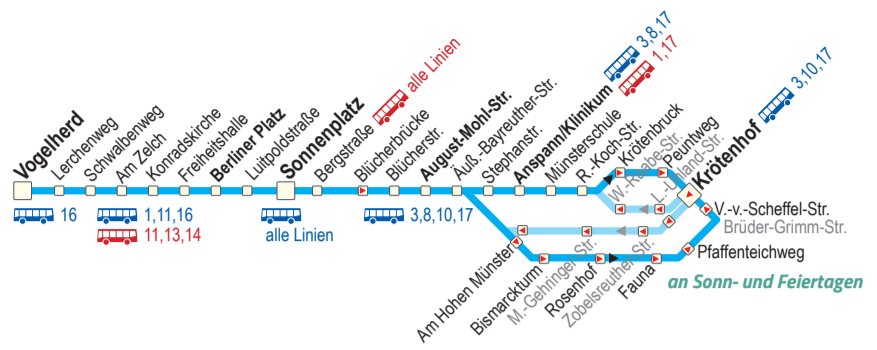 Vogelherd
Lerchenweg
Schwalbenweg
Am Zelch
Konradskirche
Freiheitshalle
Berliner Platz
Luitpoldstraße
Sonnenplatz
Bergstraße
alle Linien
Blücherbrücke
Blücherstr.
August-Mohl-Str.
Äuß.-Bayreuther-Str.
Stephanstr.
Anspann/Klinikum
3,8,17
1,17
Münsterschule
R.-Koch-Str.
Krötenbruck
W.-Raabe-Str.
Peuntweg
L.-Uhland-Str.
Krötenhof
3,10,17
16
1,11,16
11,13,14
alle Linien
3,8,10,17
V.-v.-Scheffel-Str.
Brüder-Grimm-Str.
Pfaffenteichweg
Am Hohen Münster
Bismarckturm
M.-Gehringer-Str.
Rosenhof
Zobelsreuther-Str.
Fauna
an Sonn- und Feiertagen